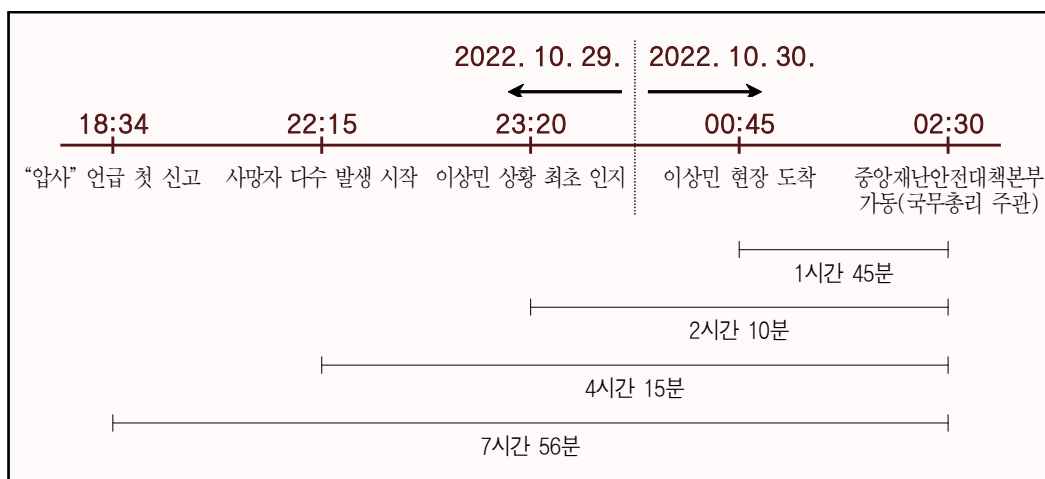 2022. 10. 29. 2022. 10. 30.
18:34 22:15 23:20 00:45 02:30
“압사” 언급 첫 신고 사망자 다수 발생 시작 이상민 상황 최초 인지 이상민 현장 도착 중앙재난안전대책본부
가동(국무총리 주관)
1시간 45분
2시간 10분
4시간 15분
7시간 56분